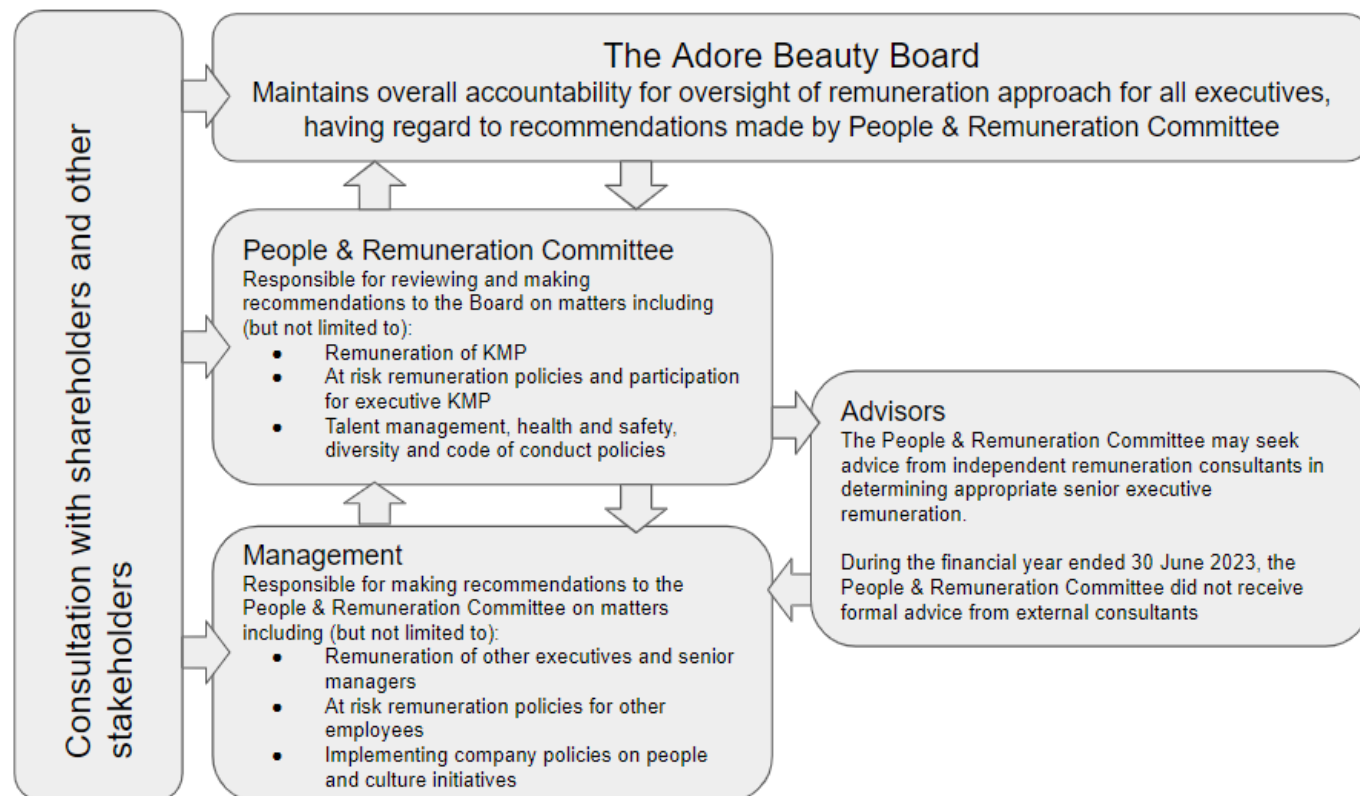 Consultation with shareholders and other
stakeholders
The Adore Beauty Board
Maintains overall accountability for oversight of remuneration approach for all executives,
having regard to recommendations made by People & Remuneration Committee
People & Remuneration Committee
Responsible for reviewing and making
recommendations to the Board on matters including
(but not limited to):
● Remuneration of KMP
● At risk remuneration policies and participation
for executive KMP
● Talent management, health and safety,
diversity and code of conduct policies
Advisors
The People & Remuneration Committee may seek
advice from independent remuneration consultants in
determining appropriate senior executive
remuneration.
During the financial year ended 30 June 2023, the
People & Remuneration Committee did not receive
formal advice from external consultants
Management
Responsible for making recommendations to the
People & Remuneration Committee on matters
including (but not limited to):
● Remuneration of other executives and senior
managers
● At risk remuneration policies for other
employees
● Implementing company policies on people
and culture initiatives